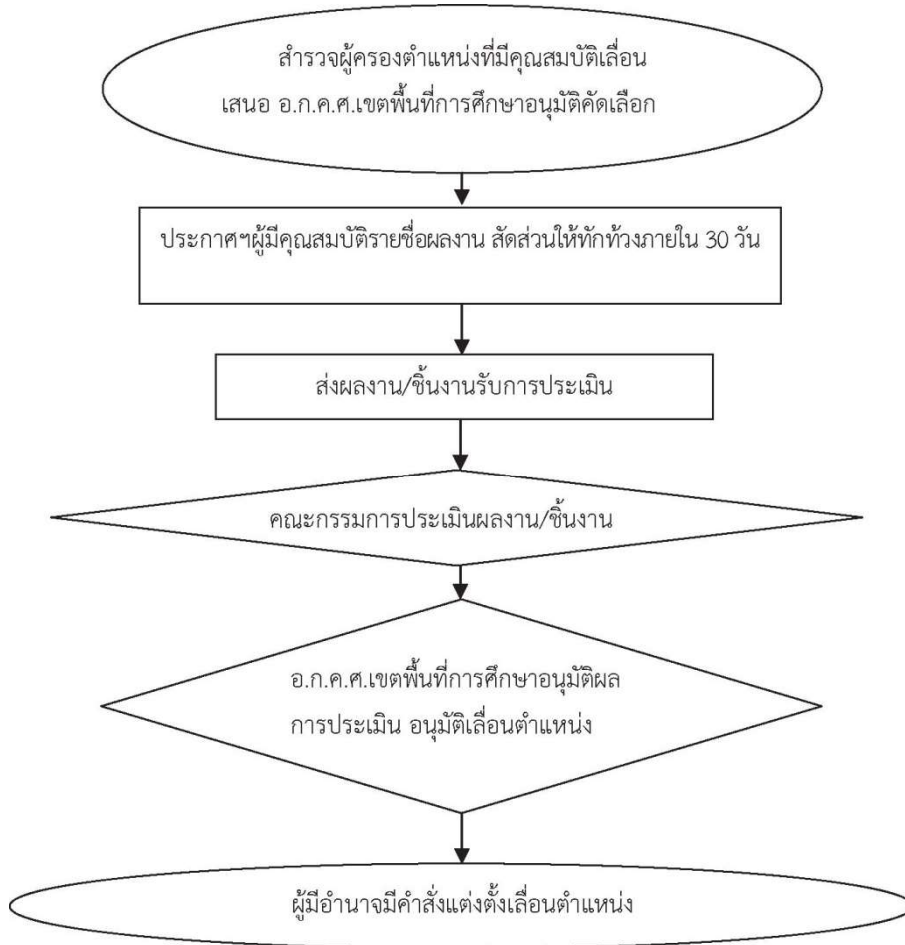 สำรวจผู้ครองตำแหน่งที่มีคุณสมบัติเลื่อน
เสนอ อ.ก.ค.ศ.เขตพื้นที่การศึกษาอนุมัติคัดเลือก
ประกาศฯผู้มีคุณสมบัติรายชื่อผลงาน สัดส่วนให้ทักท้วงภายใน 30 วัน
ส่งผลงาน/ชิ้นงานรับการประเมิน
คณะกรรมการประเมินผลงาน/ชิ้นงาน
อ.ก.ค.ศ.เขตพื้นที่การศึกษาอนุมัติผล
การประเมิน อนุมัติเลื่อนตำแหน่ง
ผู้มีอำนาจมีคำสั่งแต่งตั้งเลื่อนตำแหน่ง